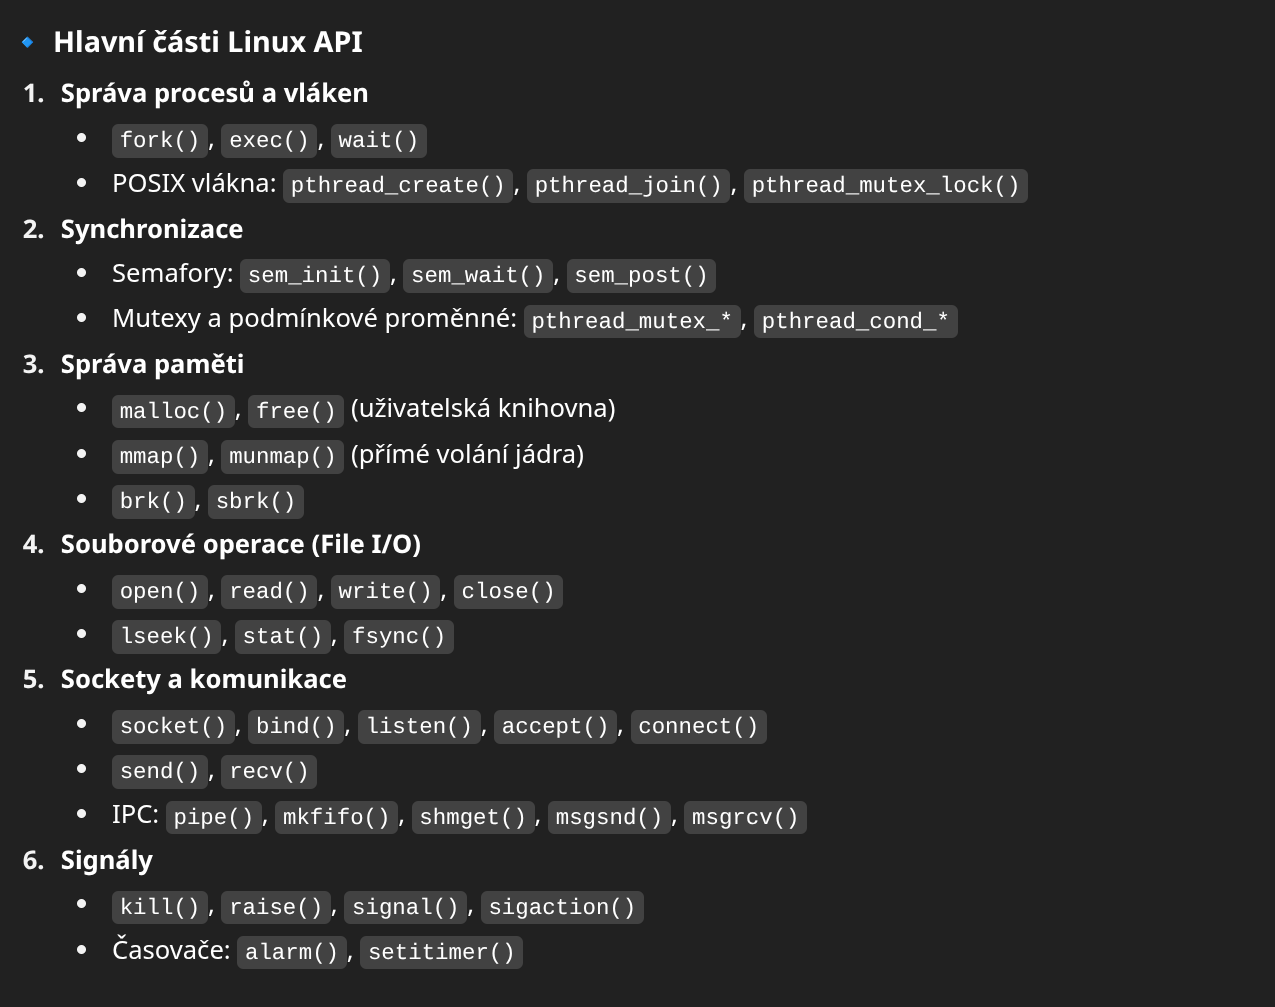 🔹 Hlavní části Linux API
1. Správa procesů a vláken
• fork(), exec(), wait()
• POSIX vlákna: pthread_create(), pthread_join(), pthread_mutex_lock()
2. Synchronizace
• Semafory: sem_init(), sem_wait(), sem_post()
• Mutexy a podmínkové proměnné: pthread_mutex_*, pthread_cond_*
3. Správa paměti
• malloc(), free() (uživatelská knihovna)
• mmap(), munmap() (přímé volání jádra)
• brk(), sbrk()
4. Souborové operace (File I/O)
• open(), read(), write(), close()
• lseek(), stat(), fsync()
5. Sockety a komunikace
• socket(), bind(), listen(), accept(), connect()
• send(), recv()
• IPC: pipe(), mkfifo(), shmget(), msgsnd(), msgrcv()
6. Signály
• kill(), raise(), signal(), sigaction()
• Časovače: alarm(), setitimer()